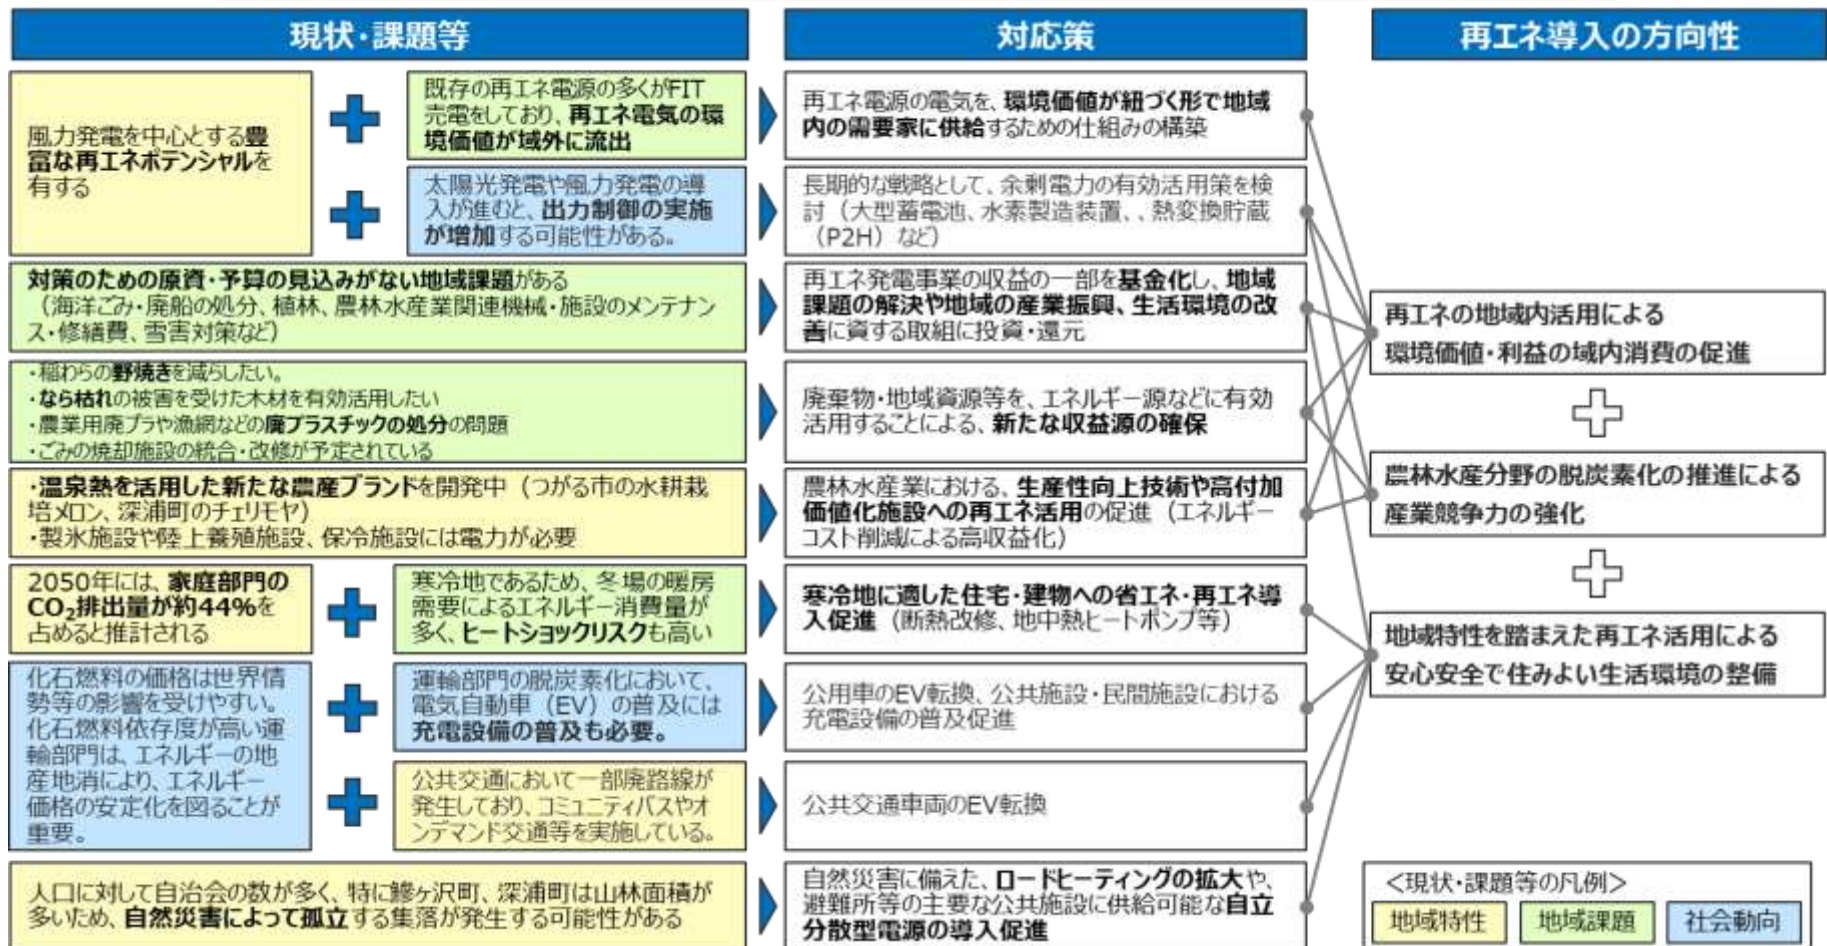 現状・課題等
対応策
再エネ導入の方向性
風力発電を中心とする豊
富な再エネポテンシャルを
有する
既存の再エネ電源の多くがFIT
売電をしており、再エネ電気の環
境価値が域外に流出
再エネ電源の電気を、環境価値が紐づく形で地域
内の需要家に供給するための仕組みの構築
太陽光発電や風力発電の導
入が進むと、出力制御の実施
が増加する可能性がある。
長期的な戦略として、余剰電力の有効活用策を検
討（大型蓄電池、水素製造装置、、熱変換貯蔵
（P2H）など）
対策のための原資・予算の見込みがない地域課題がある
（海洋ごみ・廃船の処分、植林、農林水産業関連機械・施設のメンテナン
ス・修繕費、雪害対策など）
再エネ発電事業の収益の一部を基金化し、地域
課題の解決や地域の産業振興、生活環境の改
善に資する取組に投資・還元
・稲わらの野焼きを減らしたい。
・なら枯れの被害を受けた木材を有効活用したい
・農業用廃プラや漁網などの廃プラスチックの処分の問題
・ごみの焼却施設の統合・改修が予定されている
廃棄物・地域資源等を、エネルギー源などに有効
活用することによる、新たな収益源の確保
・温泉熱を活用した新たな農産ブランドを開発中（つがる市の水耕栽
培メロン、深浦町のチェリモヤ）
・製氷施設や陸上養殖施設、保冷施設には電力が必要
農林水産業における、生産性向上技術や高付加
価値化施設への再エネ活用の促進（エネルギー
コスト削減による高収益化）
2050年には、家庭部門の
CO₂排出量が約44%を
占めると推計される
寒冷地であるため、冬場の暖房
需要によるエネルギー消費量が
多く、ヒートショックリスクも高い
寒冷地に適した住宅・建物への省エネ・再エネ導
入促進（断熱改修、地中熱ヒートポンプ等）
化石燃料の価格は世界情
勢等の影響を受けやすい。
化石燃料依存度が高い運
輸部門は、エネルギーの地
産地消により、エネルギー
価格の安定化を図ることが
重要。
運輸部門の脱炭素化において、
電気自動車（EV）の普及には
充電設備の普及も必要。
公用車のEV転換、公共施設・民間施設における
充電設備の普及促進
公共交通において一部廃路線が
発生しており、コミュニティバスやオ
ンデマンド交通等を実施している。
公共交通車両のEV転換
人口に対して自治会の数が多く、特に鰺ヶ沢町、深浦町は山林面積が
多いため、自然災害によって孤立する集落が発生する可能性がある
自然災害に備えた、ロードヒーティングの拡大や、
避難所等の主要な公共施設に供給可能な自立
分散型電源の導入促進
再エネの地域内活用による
環境価値・利益の域内消費の促進
農林水産分野の脱炭素化の推進による
産業競争力の強化
地域特性を踏まえた再エネ活用による
安心安全で住みよい生活環境の整備
＜現状・課題等の凡例＞
地域特性
地域課題
社会動向